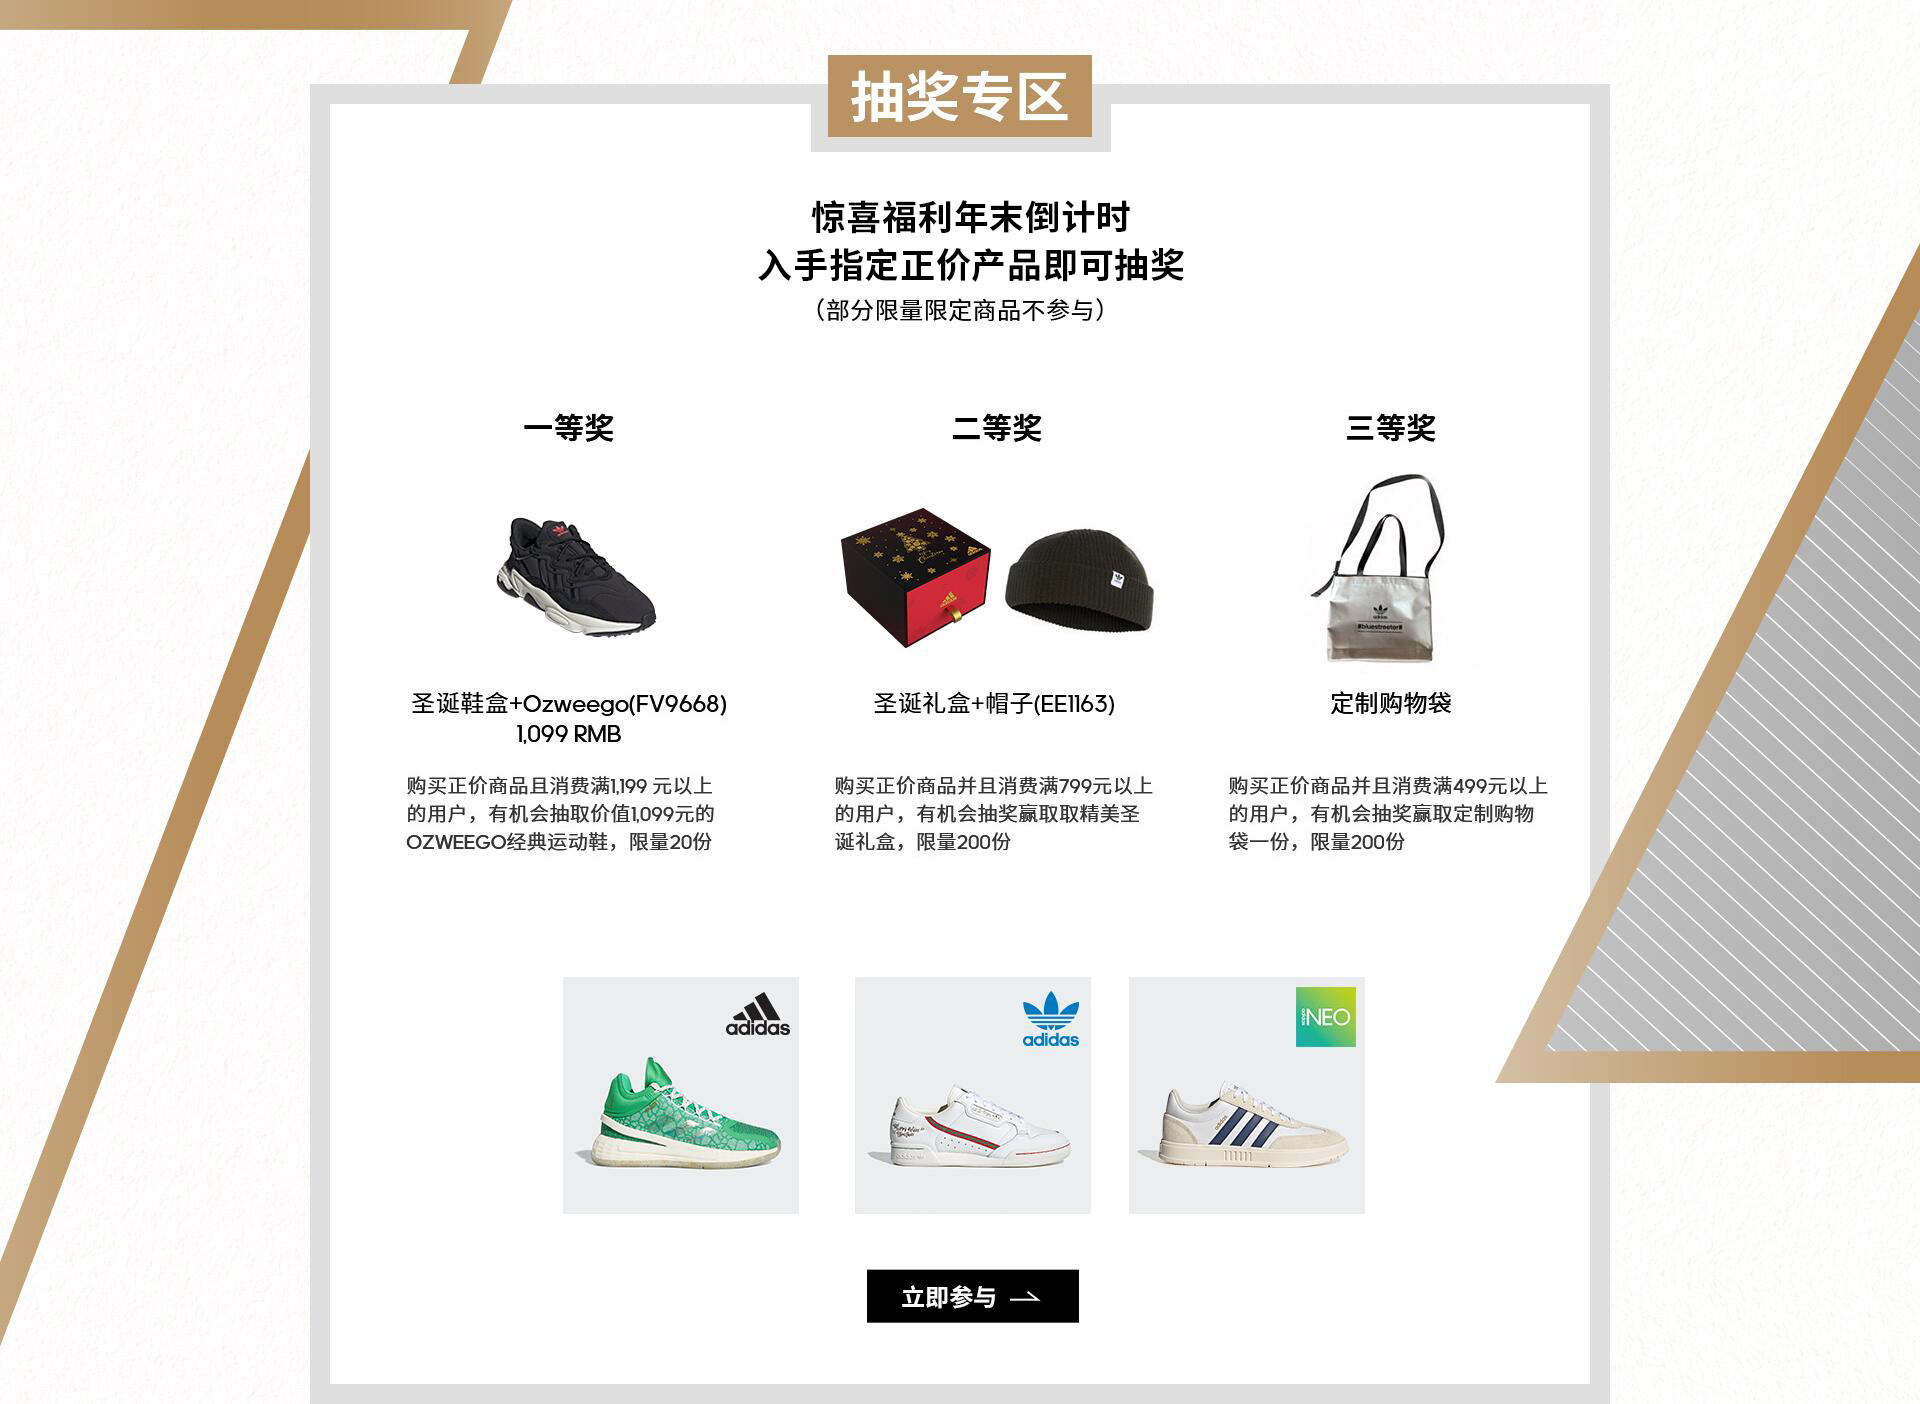 抽奖专区
惊喜福利年末倒计时
入手指定正价产品即可抽奖
（部分限量限定商品不参与）
一等奖
二等奖
三等奖
adidas
#bluestreeter#
圣诞鞋盒+Ozweego(FV9668)
1,099 RMB
圣诞礼盒+帽子(EE1163)
定制购物袋
购买正价商品且消费满1,199 元以上
的用户，有机会抽取价值1,099元的
OZWEEGO经典运动鞋，限量20份
购买正价商品并且消费满799元以上
的用户，有机会抽奖赢取取精美圣
诞礼盒，限量200份
购买正价商品并且消费满499元以上
的用户，有机会抽奖赢取定制购物
袋一份，限量200份
adidas
adidas
adidas NEO
立即参与